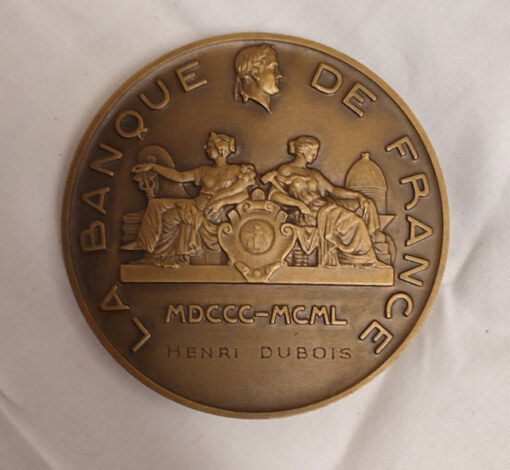 LA BANQUE DE FRANCE
MDCCC-MCML
HENRI DUBOIS